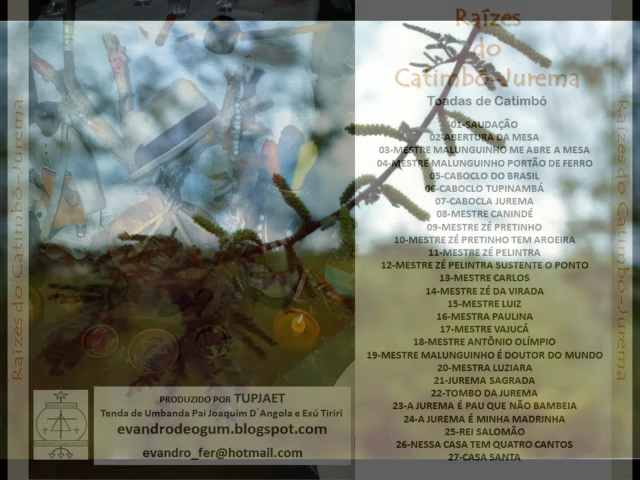 Raízes
do
Catimbó-Jurema
Toadas de Catimbó
01-SAUDAÇÃO
02-ABERTURA DA MESA
03-MESTRE MALUNGUINHO ME ABRE A MESA
04-MESTRE MALUNGUINHO PORTÃO DE FERRO
05-CABOCLO DO BRASIL
06-CABOCLO TUPINAMBÁ
07-CABOCLA JUREMA
08-MESTRE CANINDÉ
09-MESTRE ZÉ PRETINHO
10-MESTRE ZÉ PRETINHO TEM AROEIRA
11-MESTRE ZÉ PELINTRA
12-MESTRE ZÉ PELINTRA SUSTENTE O PONTO
13-MESTRE CARLOS
14-MESTRE ZÉ DA VIRADA
15-MESTRE LUIZ
16-MESTRA PAULINA
17-MESTRE VAJUCÁ
18-MESTRE ANTÔNIO OLÍMPIO
19-MESTRE MALUNGUINHO É DOUTOR DO MUNDO
20-MESTRA LUZIARA
21-JUREMA SAGRADA
22-TOMBO DA JUREMA
23-A JUREMA É PAU QUE NÃO BAMBEIA
24-A JUREMA É MINHA MADRINHA
25-REI SALOMÃO
26-NESSA CASA TEM QUATRO CANTOS
27-CASA SANTA
Raízes do Catimbó-Jurema
Raízes do Catimbó-Jurema
PRODUZIDO POR TUPJAET
Tenda de Umbanda Pai Joaquim D´Angola e Exú Tiriri
evandrodeogum.blogspot.com
evandro_fer@hotmail.com